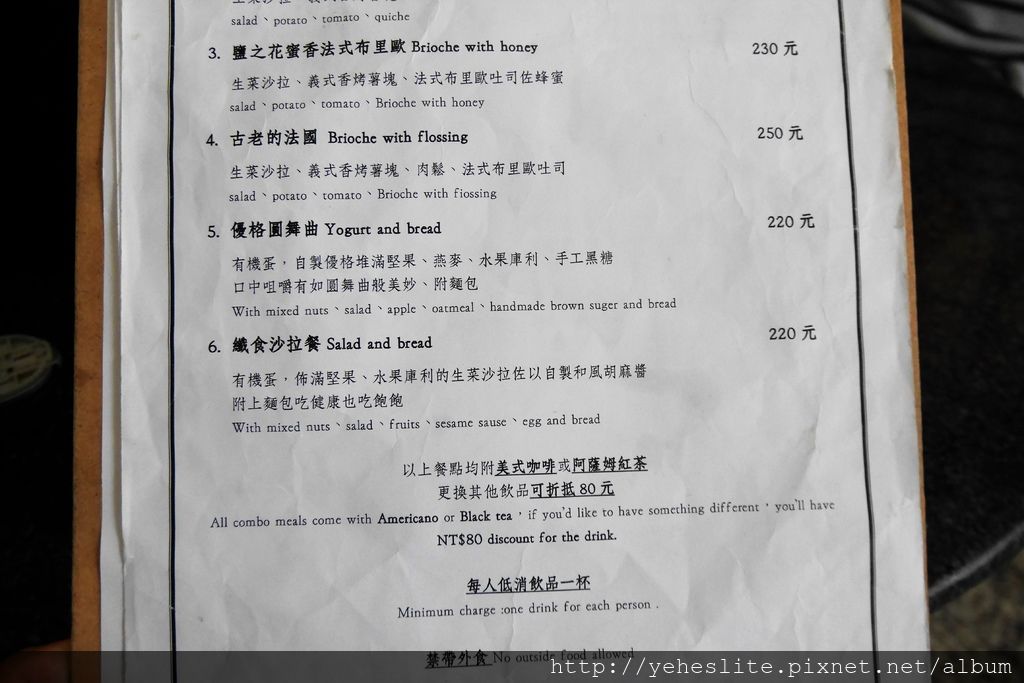 salad、potato、tomato、quiche
3. 鹽之花蜜香法式布里歐 Brioche with honey 230 元
生菜沙拉、義式香烤薯塊、法式布里歐吐司佐蜂蜜
salad、potato、tomato、Brioche with honey
4. 古老的法國 Brioche with flossing 250 元
生菜沙拉、義式香烤薯塊、肉鬆、法式布里歐吐司
salad、potato、tomato、Brioche with fiossing
5. 優格圓舞曲 Yogurt and bread 220 元
有機蛋，自製優格堆滿堅果、燕麥、水果庫利、手工黑糖
口中咀嚼有如圓舞曲般美妙、附麵包
With mixed nuts、salad、apple、oatmeal、handmade brown suger and bread
6. 纖食沙拉餐 Salad and bread 220 元
有機蛋，佈滿堅果、水果庫利的生菜沙拉佐以自製和風胡麻醬
附上麵包吃健康也吃飽飽
With mixed nuts、salad、fruits、sesame sause、egg and bread
以上餐點均附美式咖啡或阿薩姆紅茶
更換其他飲品可折抵 80 元
All combo meals come with Americano or Black tea，if you'd like to have something different，you'll have
NT$80 discount for the drink.
每人低消飲品一杯
Minimum charge :one drink for each person .
禁帶外食 No outside food allowed
http://yeheslite.pixnet.net/album